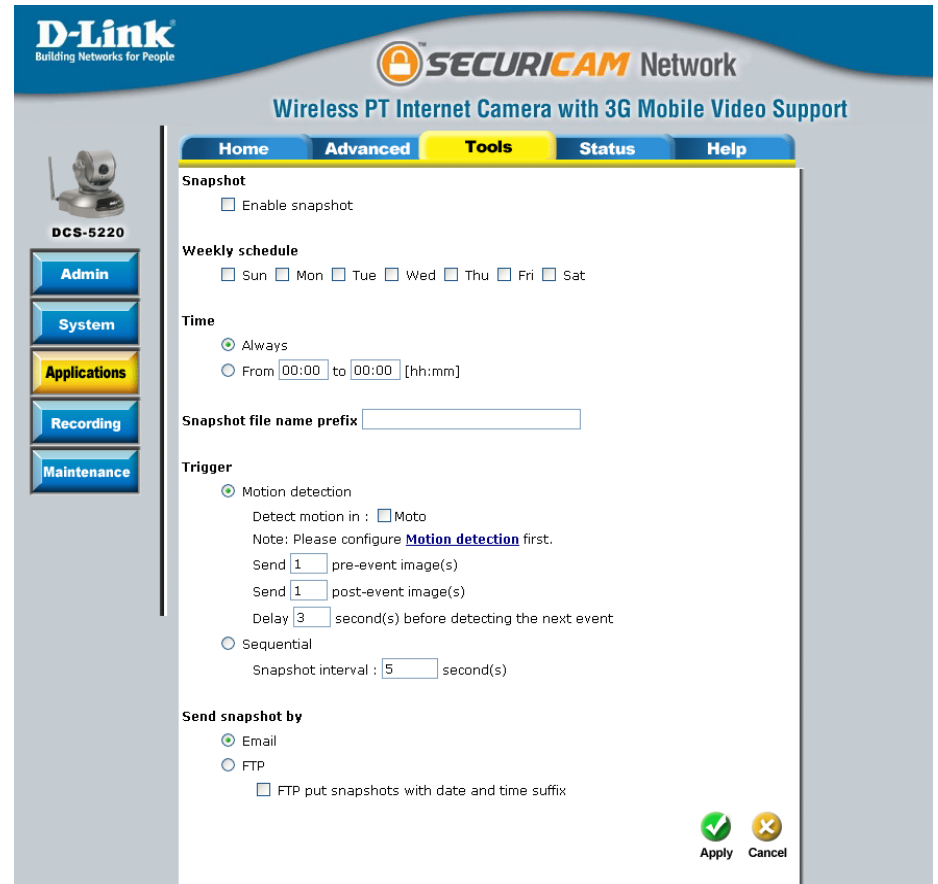 D-Link
Building Networks for People
SECURICAM Network
Wireless PT Internet Camera with 3G Mobile Video Support
Home Advanced Tools Status Help
DCS-5220
Admin
System
Applications
Recording
Maintenance
Snapshot
Enable snapshot
Weekly schedule
Sun Mon Tue Wed Thu Fri Sat
Time
Always
From 00:00 to 00:00 [hh:mm]
Snapshot file name prefix
Trigger
Motion detection
Detect motion in : Moto
Note: Please configure Motion detection first.
Send 1 pre-event image(s)
Send 1 post-event image(s)
Delay 3 second(s) before detecting the next event
Sequential
Snapshot interval : 5 second(s)
Send snapshot by
Email
FTP
FTP put snapshots with date and time suffix
Apply Cancel